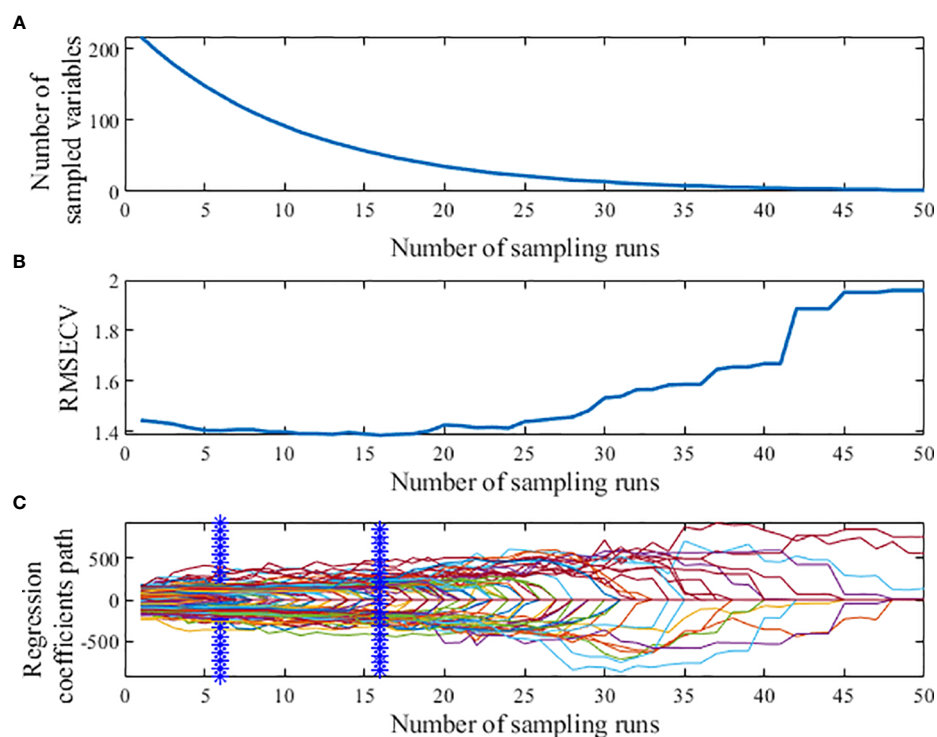 A
Number of
sampled variables
200
100
0
0 5 10 15 20 25 30 35 40 45 50
Number of sampling runs
B
RMSECV
2
1.8
1.6
1.4
0 5 10 15 20 25 30 35 40 45 50
Number of sampling runs
C
Regression
coefficients path
500
0
-500
0 5 10 15 20 25 30 35 40 45 50
Number of sampling runs